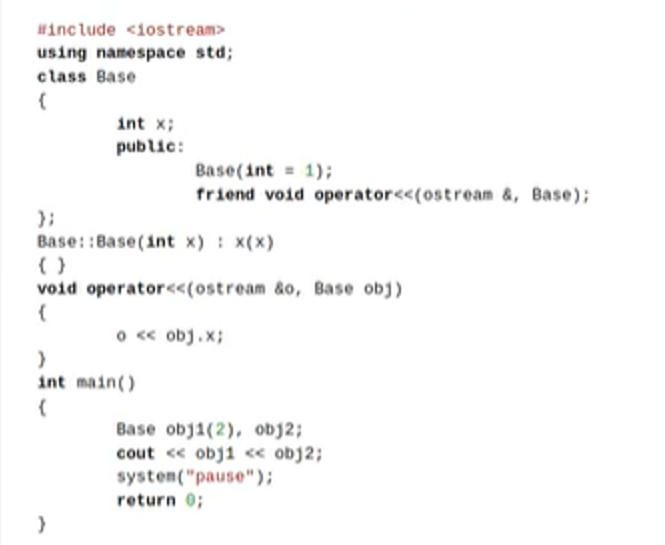 #include <iostream>
using namespace std;
class Base
{
int x;
public:
Base(int = 1);
friend void operator<<(ostream &, Base);
};
Base::Base(int x) : x(x)
{ }
void operator<<(ostream &o, Base obj)
{
o << obj.x;
}
int main()
{
Base obj1(2), obj2;
cout << obj1 << obj2;
system("pause");
return 0;
}